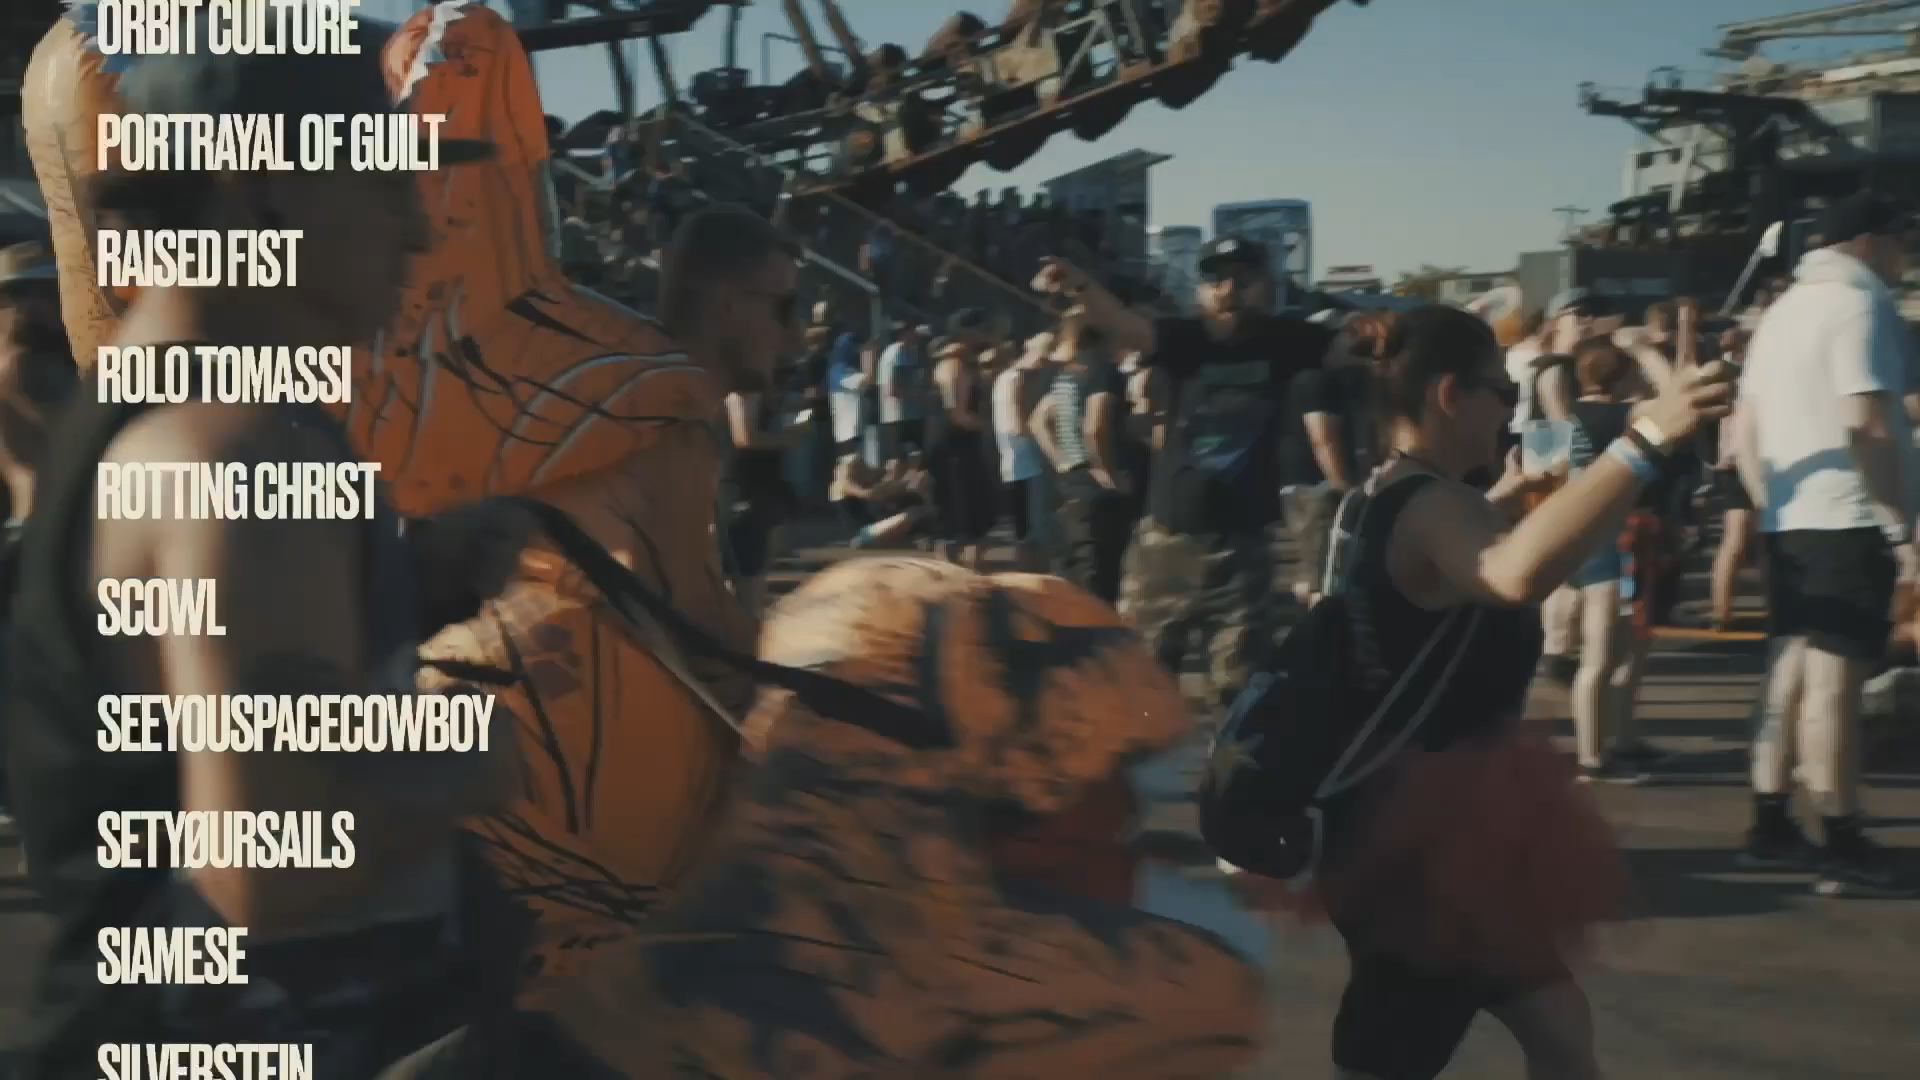 ORBIT CULTURE
PORTRAYAL OF GUILT
RAISED FIST
ROLO TOMASSI
ROTTING CHRIST
SCOWL
SEEYOUSPACECOWBOY
SETYØURSAILS
SIAMESE
SILVERSTEIN